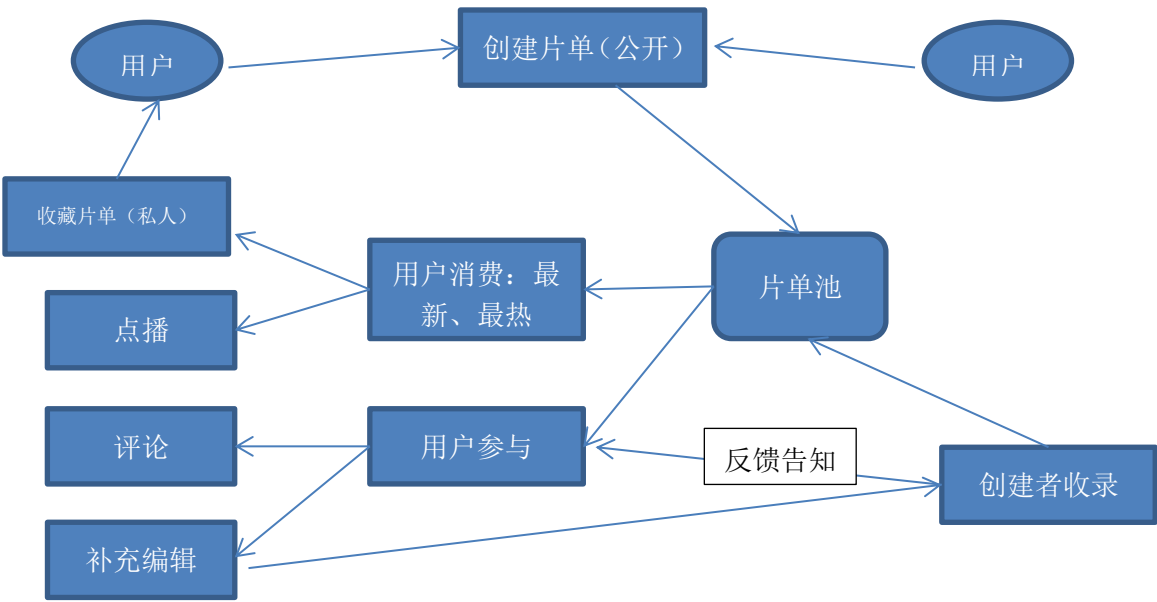 用户
创建片单（公开）
用户
收藏片单（私人）
用户消费：最
新、最热
片单池
点播
评论
用户参与
反馈告知
创建者收录
补充编辑